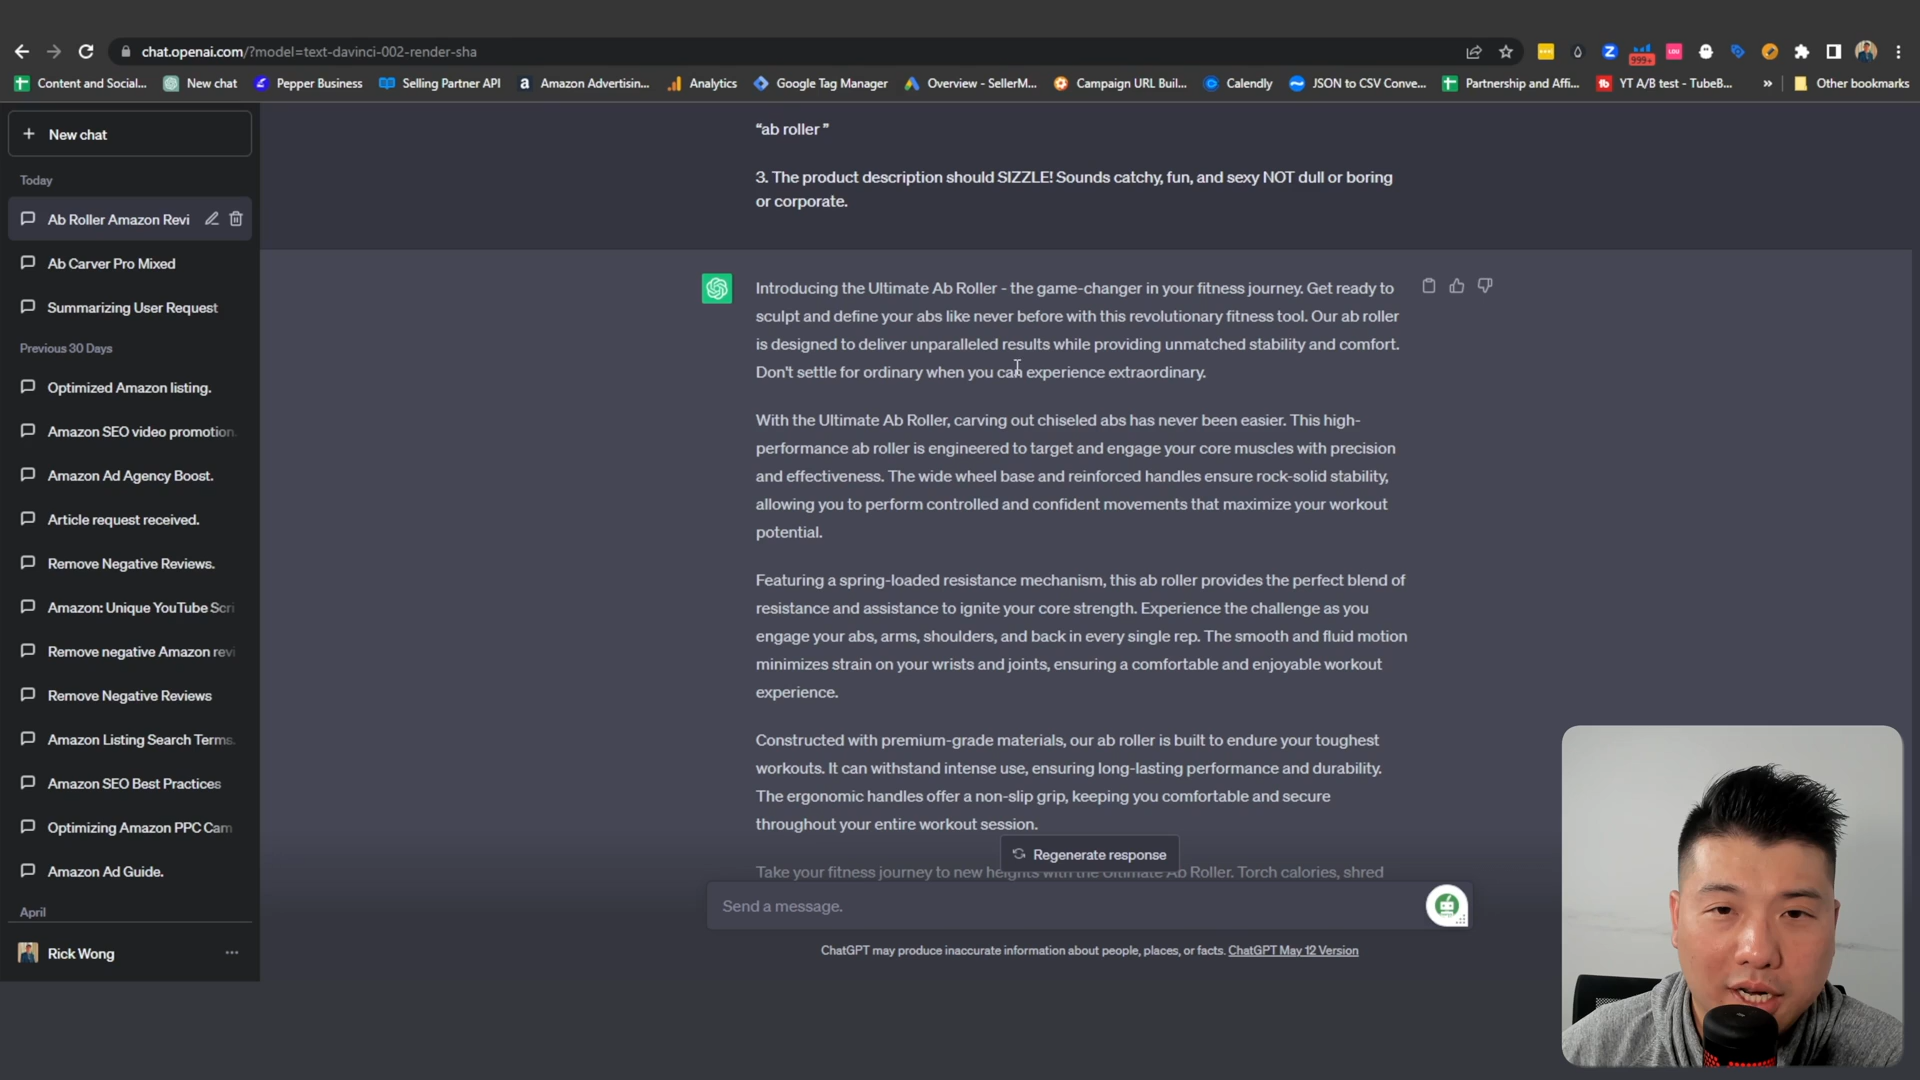 chat.openai.com/?model=text-davinci-002-render-sha
999+
Content and Social...
New chat
Pepper Business
Selling Partner API
Amazon Advertisin...
Analytics
Google Tag Manager
Overview - SellerM...
Campaign URL Buil...
Calendly
JSON to CSV Conve...
Partnership and Affi...
YT A/B test - TubeB...
»
Other bookmarks
+ New chat
Today
Ab Roller Amazon Revi
Ab Carver Pro Mixed
Summarizing User Request
Previous 30 Days
Optimized Amazon listing.
Amazon SEO video promotion.
Amazon Ad Agency Boost.
Article request received.
Remove Negative Reviews.
Amazon: Unique YouTube Scri
Remove negative Amazon revi
Remove Negative Reviews
Amazon Listing Search Terms.
Amazon SEO Best Practices
Optimizing Amazon PPC Cam
Amazon Ad Guide.
April
Rick Wong
“ab roller ”
3. The product description should SIZZLE! Sounds catchy, fun, and sexy NOT dull or boring
or corporate.
Introducing the Ultimate Ab Roller - the game-changer in your fitness journey. Get ready to
sculpt and define your abs like never before with this revolutionary fitness tool. Our ab roller
is designed to deliver unparalleled results while providing unmatched stability and comfort.
Don't settle for ordinary when you can experience extraordinary.
With the Ultimate Ab Roller, carving out chiseled abs has never been easier. This high-
performance ab roller is engineered to target and engage your core muscles with precision
and effectiveness. The wide wheel base and reinforced handles ensure rock-solid stability,
allowing you to perform controlled and confident movements that maximize your workout
potential.
Featuring a spring-loaded resistance mechanism, this ab roller provides the perfect blend of
resistance and assistance to ignite your core strength. Experience the challenge as you
engage your abs, arms, shoulders, and back in every single rep. The smooth and fluid motion
minimizes strain on your wrists and joints, ensuring a comfortable and enjoyable workout
experience.
Constructed with premium-grade materials, our ab roller is built to endure your toughest
workouts. It can withstand intense use, ensuring long-lasting performance and durability.
The ergonomic handles offer a non-slip grip, keeping you comfortable and secure
throughout your entire workout session.
Regenerate response
Take your fitness journey to new heights with the Ultimate Ab Roller. Torch calories, shred
Send a message.
ChatGPT may produce inaccurate information about people, places, or facts. ChatGPT May 12 Version